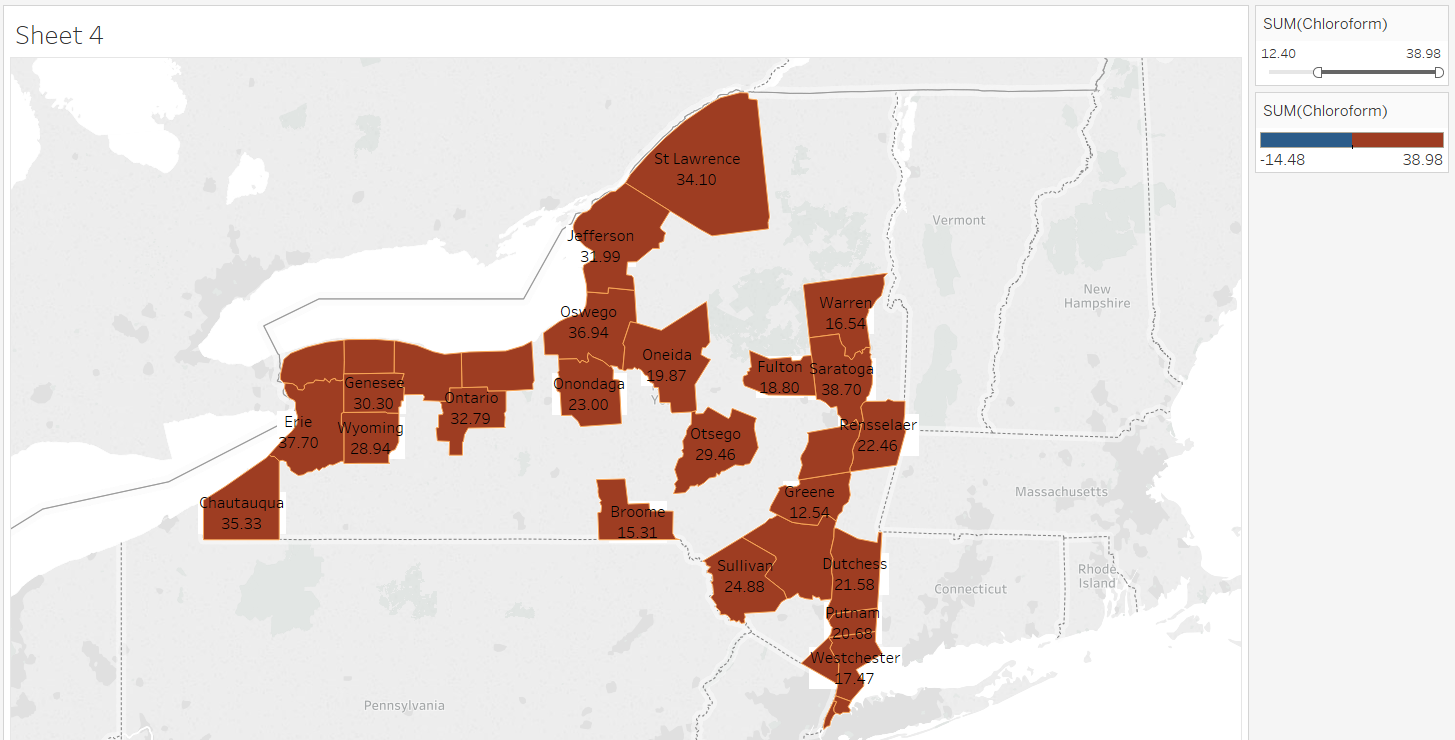 Sheet 4
SUM(Chloroform)
12.40
38.98
SUM(Chloroform)
-14.48
38.98
St Lawrence
34.10
Vermont
Jefferson
31.99
New
Hampshire
Warren
16.54
Oswego
36.94
Oneida
19.87
Fulton
18.80
Saratoga
38.70
Genesee
30.30
Onondaga
23.00
Ontario
32.79
Erie
37.70
Wyoming
28.94
Rensselaer
22.46
Otsego
29.46
Greene
12.54
Massachusetts
Chautauqua
35.33
Broome
15.31
Sullivan
24.88
Dutchess
21.58
Rhode
Island
Connecticut
Putnam
20.68
Westchester
17.47
Pennsylvania